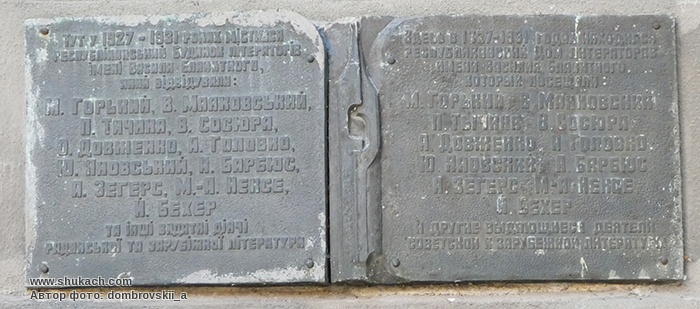 Тут у 1927 - 1931 роках містився
республіканський будинок літераторів
імені Василя Блакитного,
який відвідували:
М. Горький, В. Маяковський,
П. Тичина, В. Сосюра,
О. Довженко, А. Головко,
Ю. Яновський, А. Барбюс,
А. Зегерс, М.-А. Нексе,
Й. Бехер
та інші видатні діячі
радянської та зарубіжної літератури
Здесь в 1927-1931 годах находился
республиканский дом литераторов
имени Василия Блакитного,
который посещали:
М. Горький, В. Маяковский
П. Тычина, В. Сосюра
А. Довженко, А. Головко
Ю. Яновский, А. Барбюс
А. Зегерс, М-А. Нексе
И. Бехер
и другие выдающиеся деятели
советской и зарубежной литературы
www.shukach.com
Автор фото: dombrovskii_a